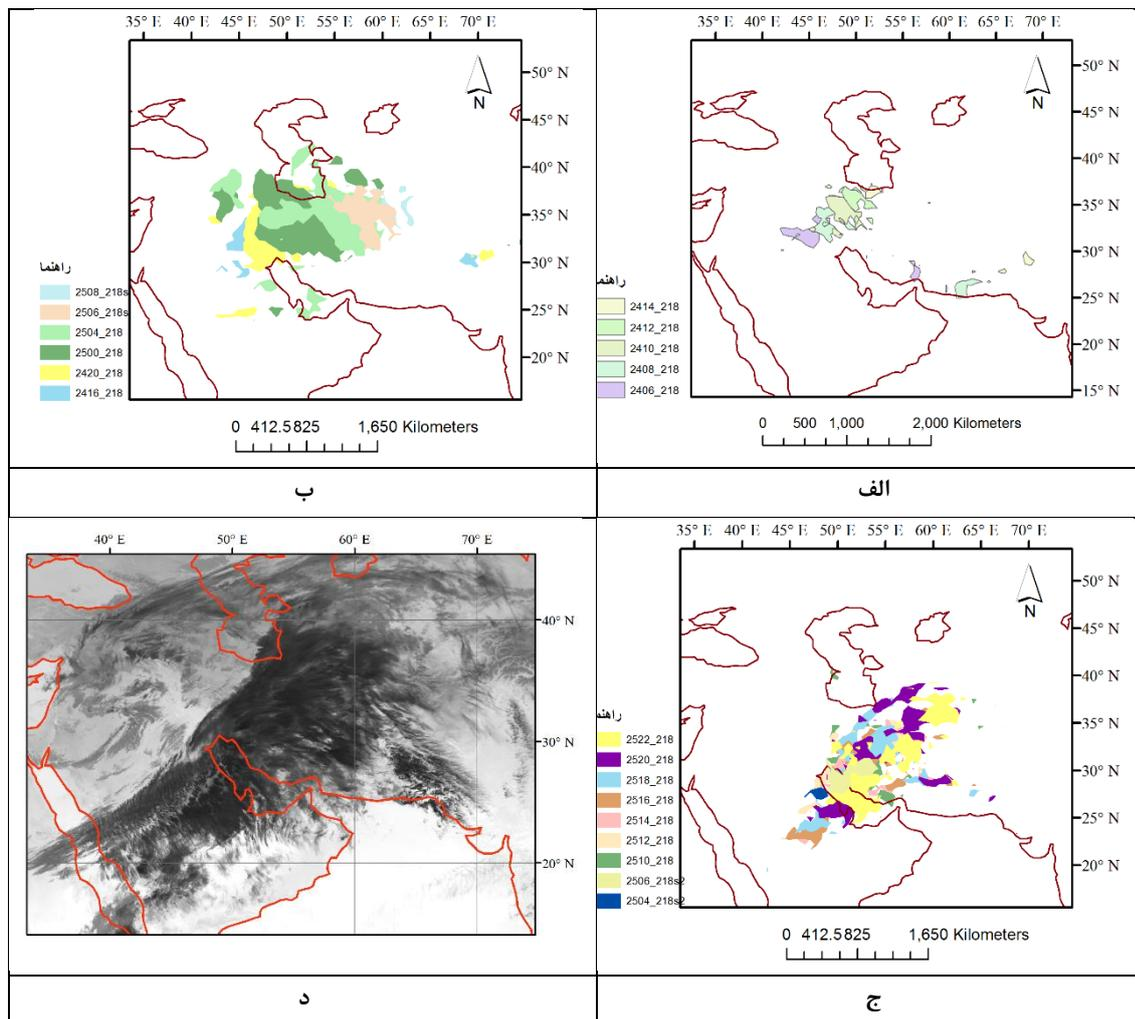 35° E 40° E 45° E 50° E 55° E 60° E 65° E 70° E
50° N
45° N
40° N
35° N
30° N
25° N
20° N
15° N
N
2414_218
2412_218
2410_218
2408_218
2406_218
0 500 1,000 2,000 Kilometers
الف
35° E 40° E 45° E 50° E 55° E 60° E 65° E 70° E
50° N
45° N
40° N
35° N
30° N
25° N
20° N
N
راهنما
2508_218s
2506_218s
2504_218
2500_218
2420_218
2416_218
0 412.5825 1,650 Kilometers
ب
35° E 40° E 45° E 50° E 55° E 60° E 65° E 70° E
50° N
45° N
40° N
35° N
30° N
25° N
20° N
N
2522_218
2520_218
2518_218
2516_218
2514_218
2512_218
2510_218
2506_218s2
2504_218s2
0 412.5825 1,650 Kilometers
ج
40° E 50° E 60° E 70° E
40° N
30° N
20° N
د